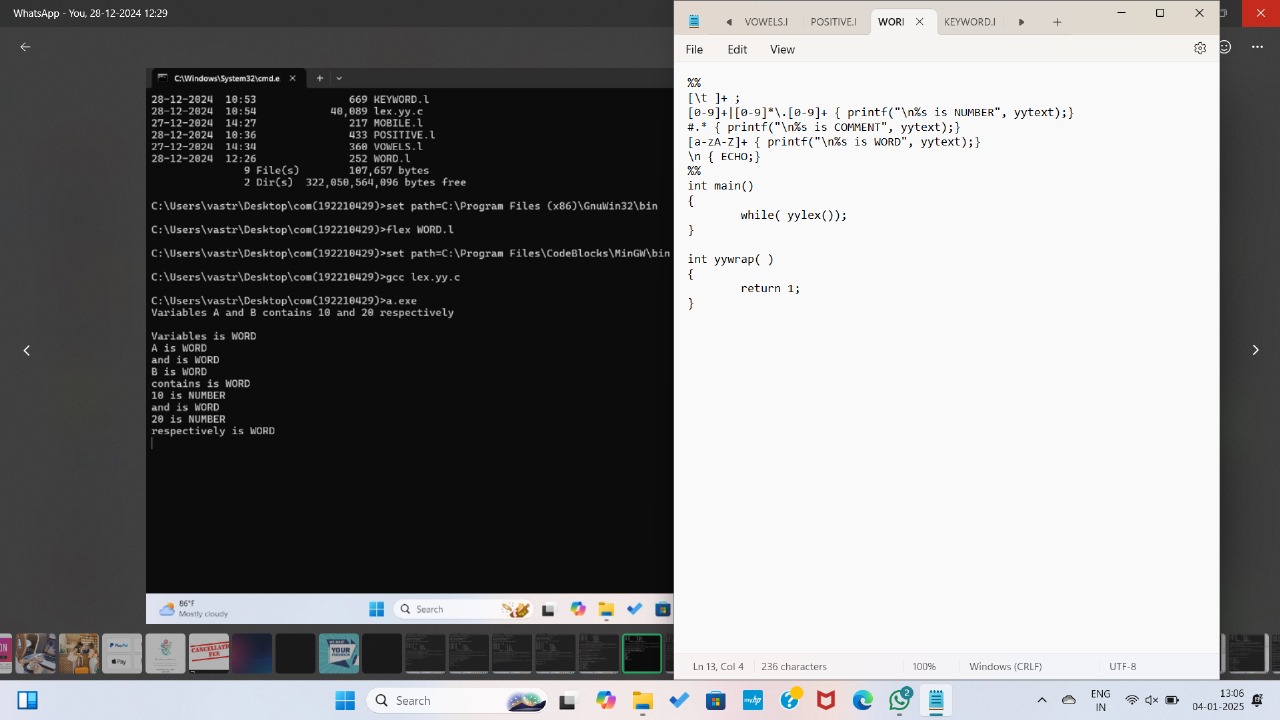 WhatsApp - You, 28-12-2024 12:29
C:\Windows\System32\cmd.e
28-12-2024  10:53               669 KEYWORD.l
28-12-2024  10:54            40,089 lex.yy.c
27-12-2024  14:27               217 MOBILE.l
28-12-2024  10:36               433 POSITIVE.l
27-12-2024  14:34               360 VOWELS.l
28-12-2024  12:26               252 WORD.l
9 File(s)        107,657 bytes
2 Dir(s)  322,050,564,096 bytes free
C:\Users\vastr\Desktop\com(192210429)>set path=C:\Program Files (x86)\GnuWin32\bin
C:\Users\vastr\Desktop\com(192210429)>flex WORD.l
C:\Users\vastr\Desktop\com(192210429)>set path=C:\Program Files\CodeBlocks\MinGW\bin
C:\Users\vastr\Desktop\com(192210429)>gcc lex.yy.c
C:\Users\vastr\Desktop\com(192210429)>a.exe
Variables A and B contains 10 and 20 respectively
Variables is WORD
A is WORD
and is WORD
B is WORD
contains is WORD
10 is NUMBER
and is WORD
20 is NUMBER
respectively is WORD
86°F
Mostly cloudy
Search
VOWELS.l POSITIVE.l WORI KEYWORD.l
File Edit View
%%
[\t ]+ ;
[0-9]+|[0-9]*\.[0-9]+ { printf("\n%s is NUMBER", yytext);}
#.* { printf("\n%s is COMMENT", yytext);}
[a-zA-Z]+ { printf("\n%s is WORD", yytext);}
\n { ECHO;}
%%
int main()
{
while( yylex());
}
int yywrap( )
{
return 1;
}
Ln 13, Col 4 236 characters 100% Windows (CRLF) UTF-8
PayPal
Pay
CANCELLATION FEE
YOUR
Search
myHP
2
ENG
IN
13:06
04-01-2025